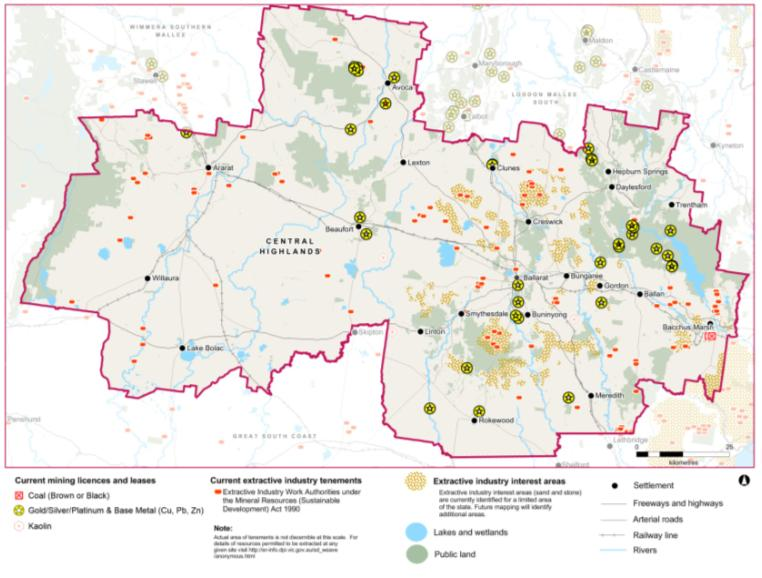 WIMMERA SOUTHERN
MALLEE
Stawell
Maldon
Maryborough
Castlemaine
LODDON MALLEE
SOUTH
Talbot
Kyneton
Avoca
Lexton
Clunes
Hepburn Springs
Daylesford
Trentham
Ararat
Creswick
Beaufort
CENTRAL
HIGHLANDS
Willaura
Ballarat
Bungaree
Gordon
Ballan
Smythesdale
Buninyong
Bacchus Marsh
Linton
Skipton
Lake Bolac
Meredith
Rokewood
Penshurst
GREAT SOUTH COAST
Lethbridge
Shelford
0
25
kilometres
Current mining licences and leases
Coal (Brown or Black)
Gold/Silver/Platinum & Base Metal (Cu, Pb, Zn)
Kaolin
Current extractive industry tenements
Extractive Industry Work Authorities under
the Mineral Resources (Sustainable
Development) Act 1990
Note:
Actual area of tenements is not discernible at this scale. For
details of resources permitted to be extracted at any
given site visit
/anonymous.html
Extractive industry interest areas
Extractive industry interest areas (sand and stone)
are currently identified for a limited area
of the state. Future mapping will identify
additional areas.
Lakes and wetlands
Public land
Settlement
Freeways and highways
Arterial roads
Railway line
Rivers